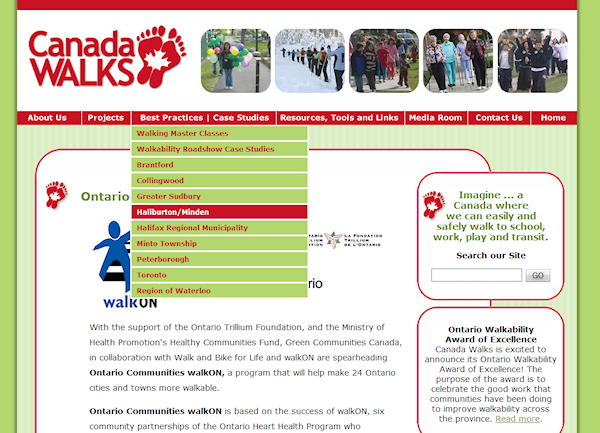 Canada
WALKS
About Us Projects Best Practices | Case Studies Resources, Tools and Links Media Room Contact Us Home
Walking Master Classes
Walkability Roadshow Case Studies
Brantford
Collingwood
Greater Sudbury
Haliburton/Minden
Halifax Regional Municipality
Minto Township
Peterborough
Toronto
Region of Waterloo
Ontario
LA FONDATION
TRILLIUM
DE L'ONTARIO
walkON
With the support of the Ontario Trillium Foundation, and the Ministry of
Health Promotion's Healthy Communities Fund, Green Communities Canada,
in collaboration with Walk and Bike for Life and walkON are spearheading
Ontario Communities walkON, a program that will help make 24 Ontario
cities and towns more walkable.
Ontario Communities walkON is based on the success of walkON, six
community partnerships of the Ontario Heart Health Program who
Imagine ... a
Canada where
we can easily and
safely walk to school,
work, play and transit.
Search our Site
GO
Ontario Walkability
Award of Excellence
Canada Walks is excited to
announce its Ontario Walkability
Award of Excellence! The
purpose of the award is to
celebrate the good work that
communities have been doing
to improve walkability across
the province. Read more.